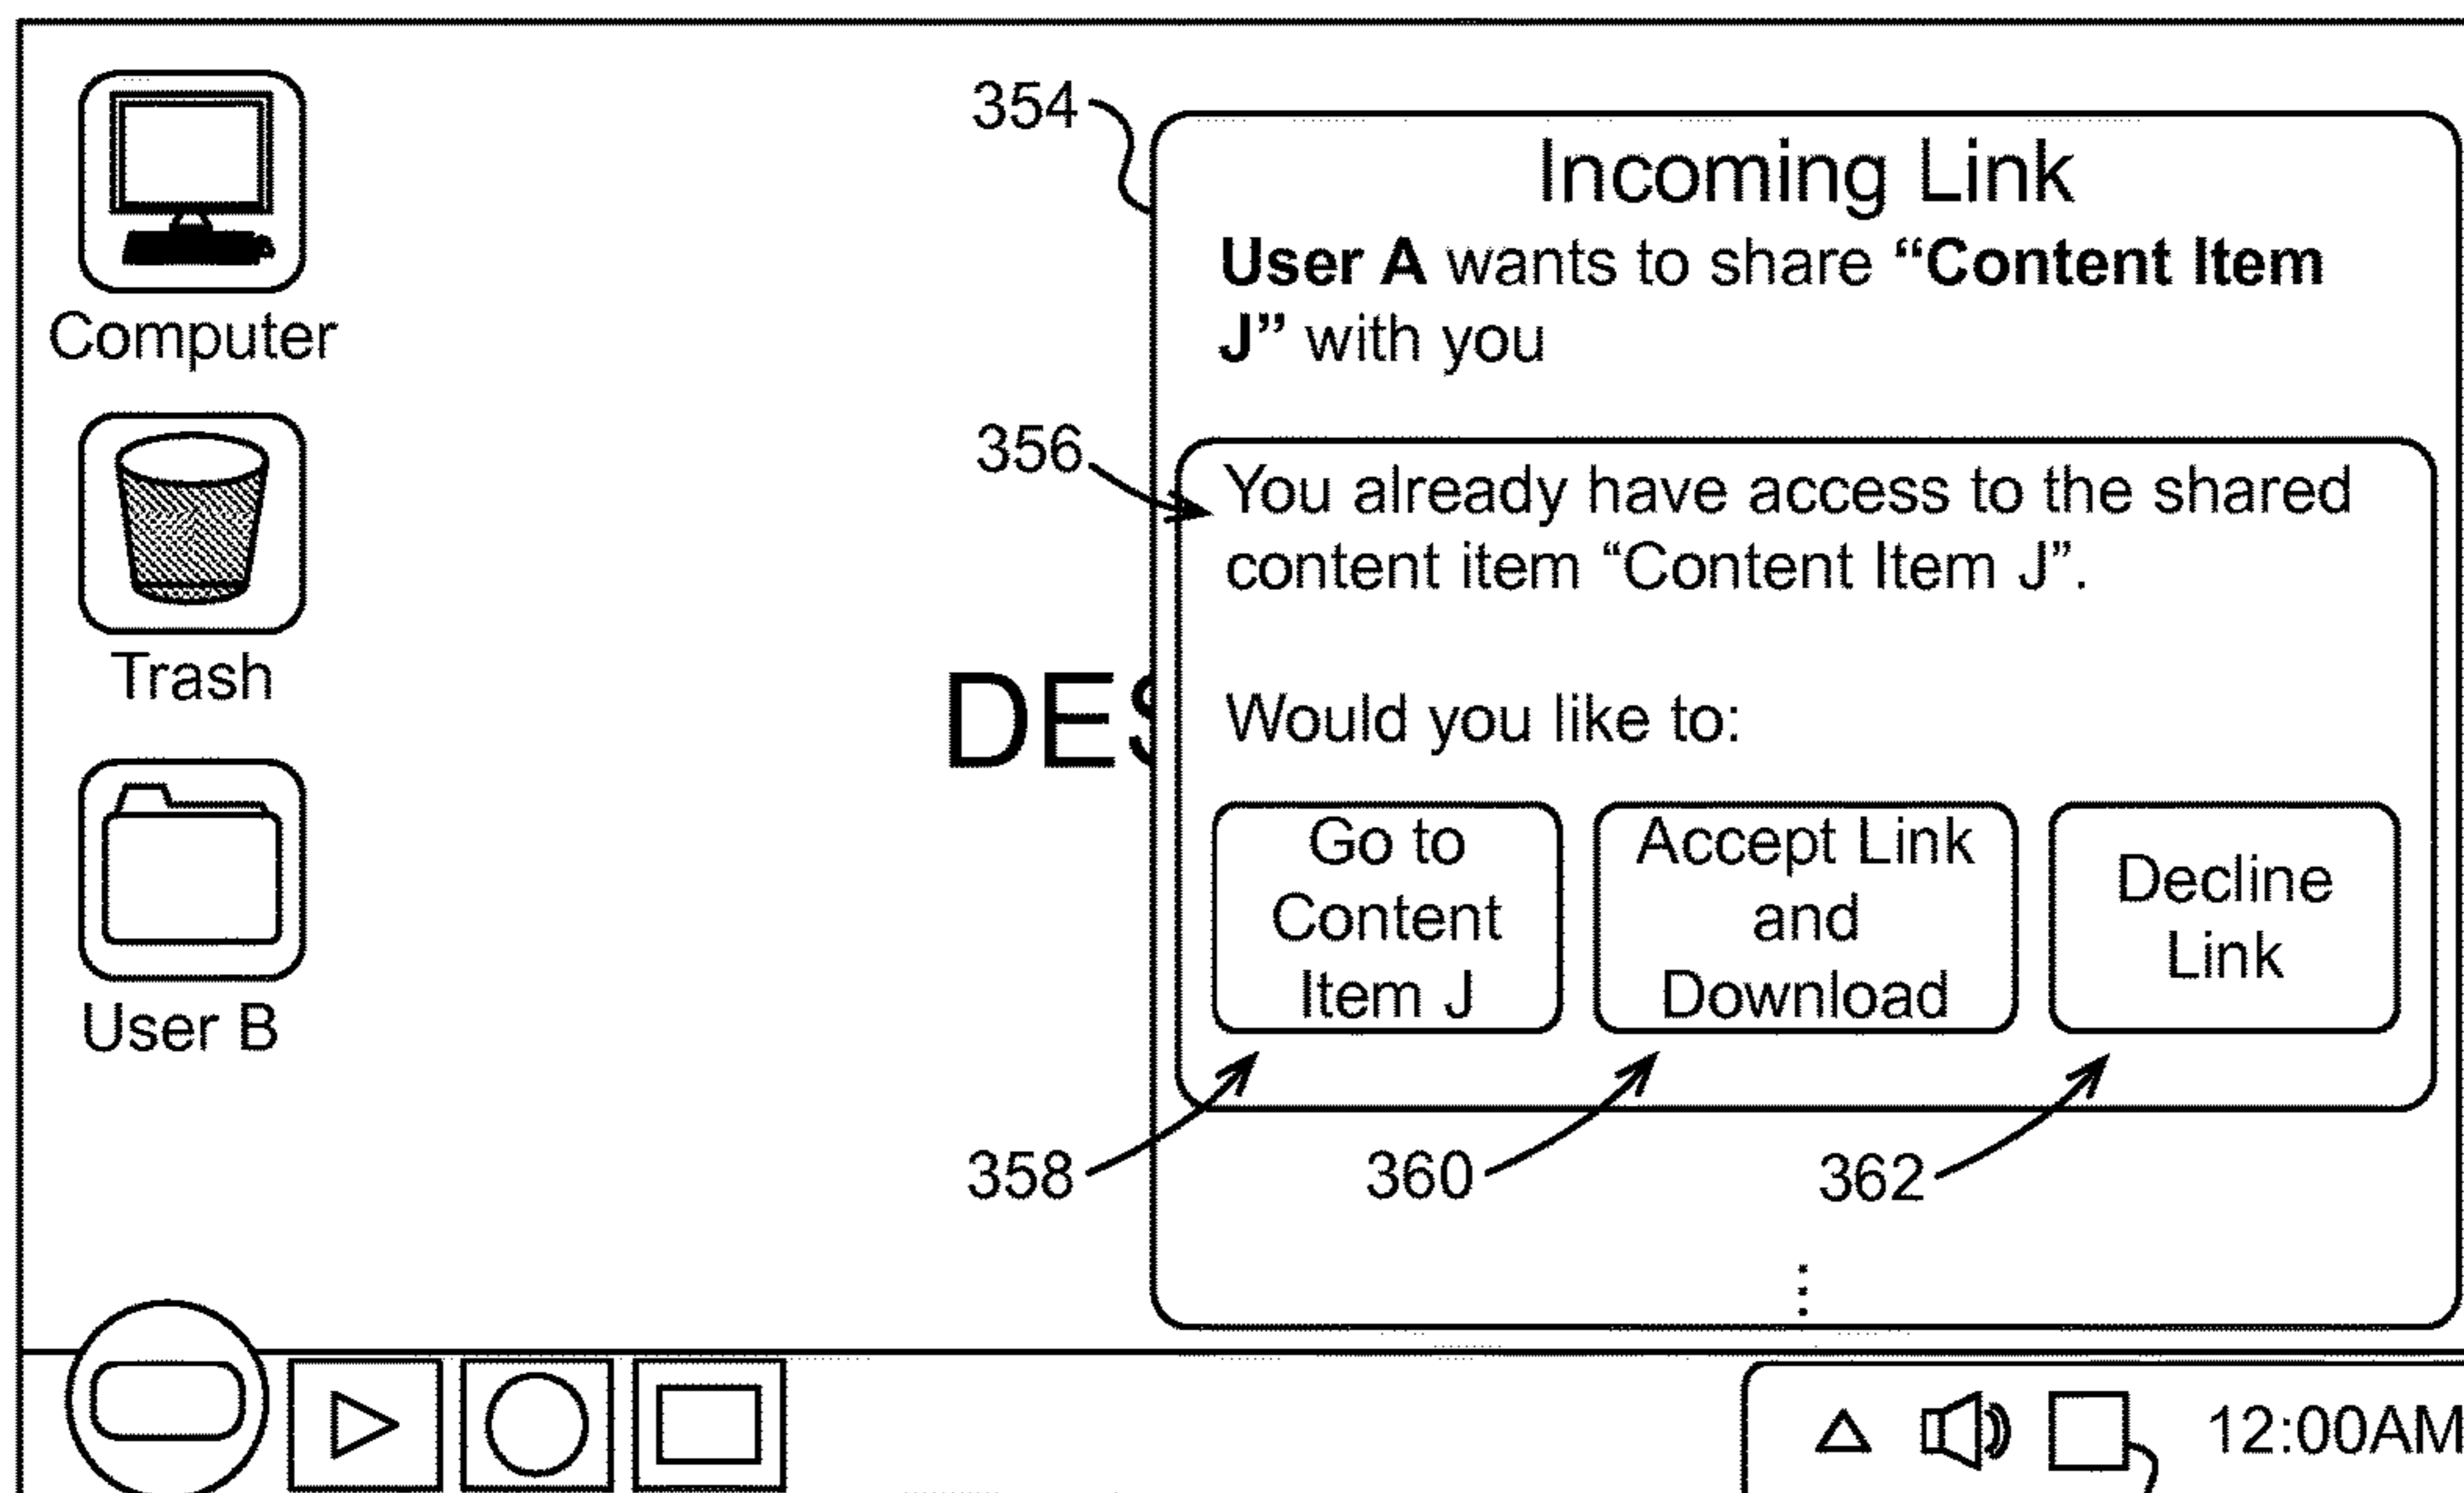 Computer
Trash
User B
DES
354
Incoming Link
User A wants to share “Content Item
J” with you
356
You already have access to the shared
content item “Content Item J”.
Would you like to:
Go to
Content
Item J
Accept Link
and
Download
Decline
Link
358
360
362
12:00AM